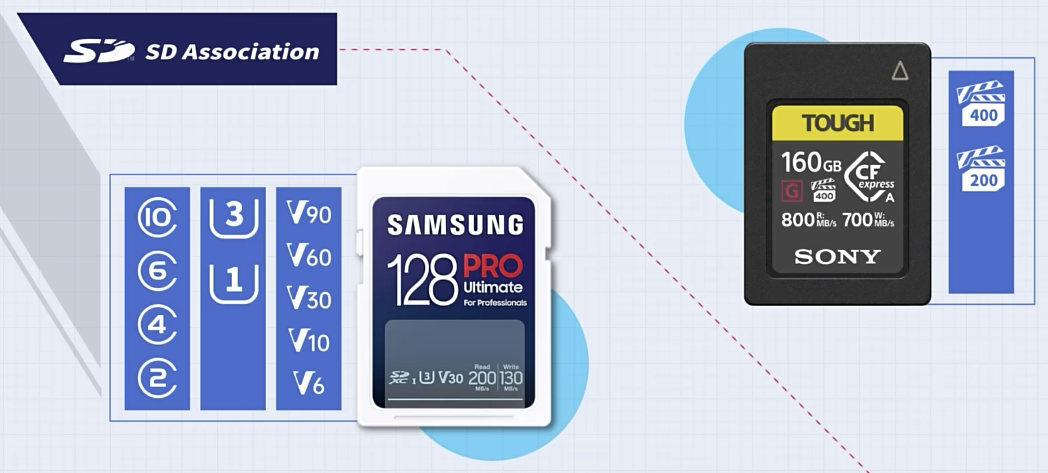 SD SD Association
10
6
4
2
3
1
V90
V60
V30
V10
V6
SAMSUNG
128 PRO
Ultimate
For Professionals
SD XC I 3 V30 Read 200 MB/s Write 130 MB/s
TOUGH
160GB CF express A
G 400
800 R: MB/s 700 W: MB/s
SONY
400
200